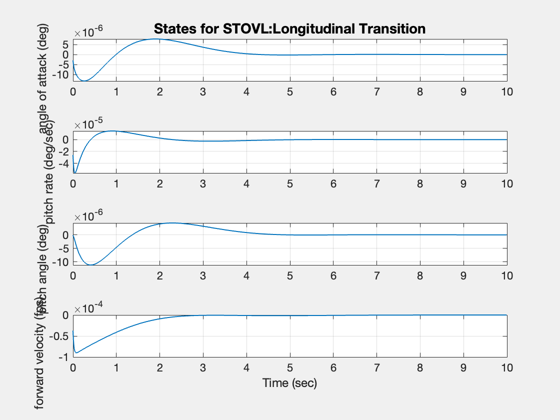 States for STOVL:Longitudinal Transition
×10^-6
angle of attack (deg)
5
0
-5
-10
0 1 2 3 4 5 6 7 8 9 10
×10^-5
pitch rate (deg/sec)
0
-2
-4
0 1 2 3 4 5 6 7 8 9 10
×10^-6
pitch angle (deg)
0
-5
-10
0 1 2 3 4 5 6 7 8 9 10
×10^-4
forward velocity (fps)
0
-0.5
-1
0 1 2 3 4 5 6 7 8 9 10
Time (sec)